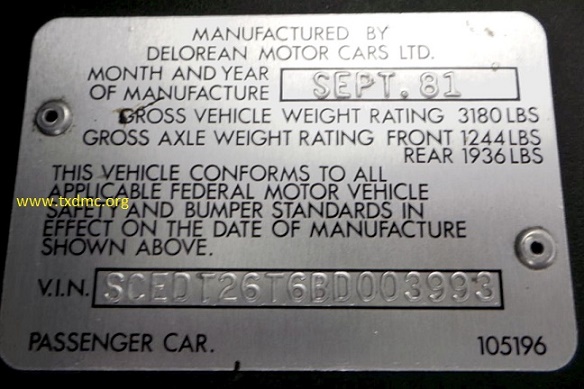 MANUFACTURED BY
DELOREAN MOTOR CARS LTD.
MONTH AND YEAR
OF MANUFACTURE SEPT. 81
GROSS VEHICLE WEIGHT RATING 3180 LBS
GROSS AXLE WEIGHT RATING FRONT 1244 LBS
REAR 1936 LBS
THIS VEHICLE CONFORMS TO ALL
APPLICABLE FEDERAL MOTOR VEHICLE
www.txdmc.org
SAFETY AND BUMPER STANDARDS IN
EFFECT ON THE DATE OF MANUFACTURE
SHOWN ABOVE.
V.I.N. SCEDT26T6BD003993
PASSENGER CAR. 105196